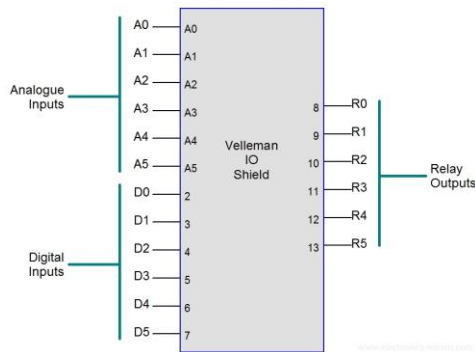 A0 A0
A1 A1
A2 A2
Analogue
Inputs
A3 A3
A4 A4
A5 A5
D0 2
D1 3
D2 4
Digital
Inputs
D3 5
D4 6
D5 7
Velleman
IO
Shield
8 R0
9 R1
10 R2
11 R3
12 R4
13 R5
Relay
Outputs